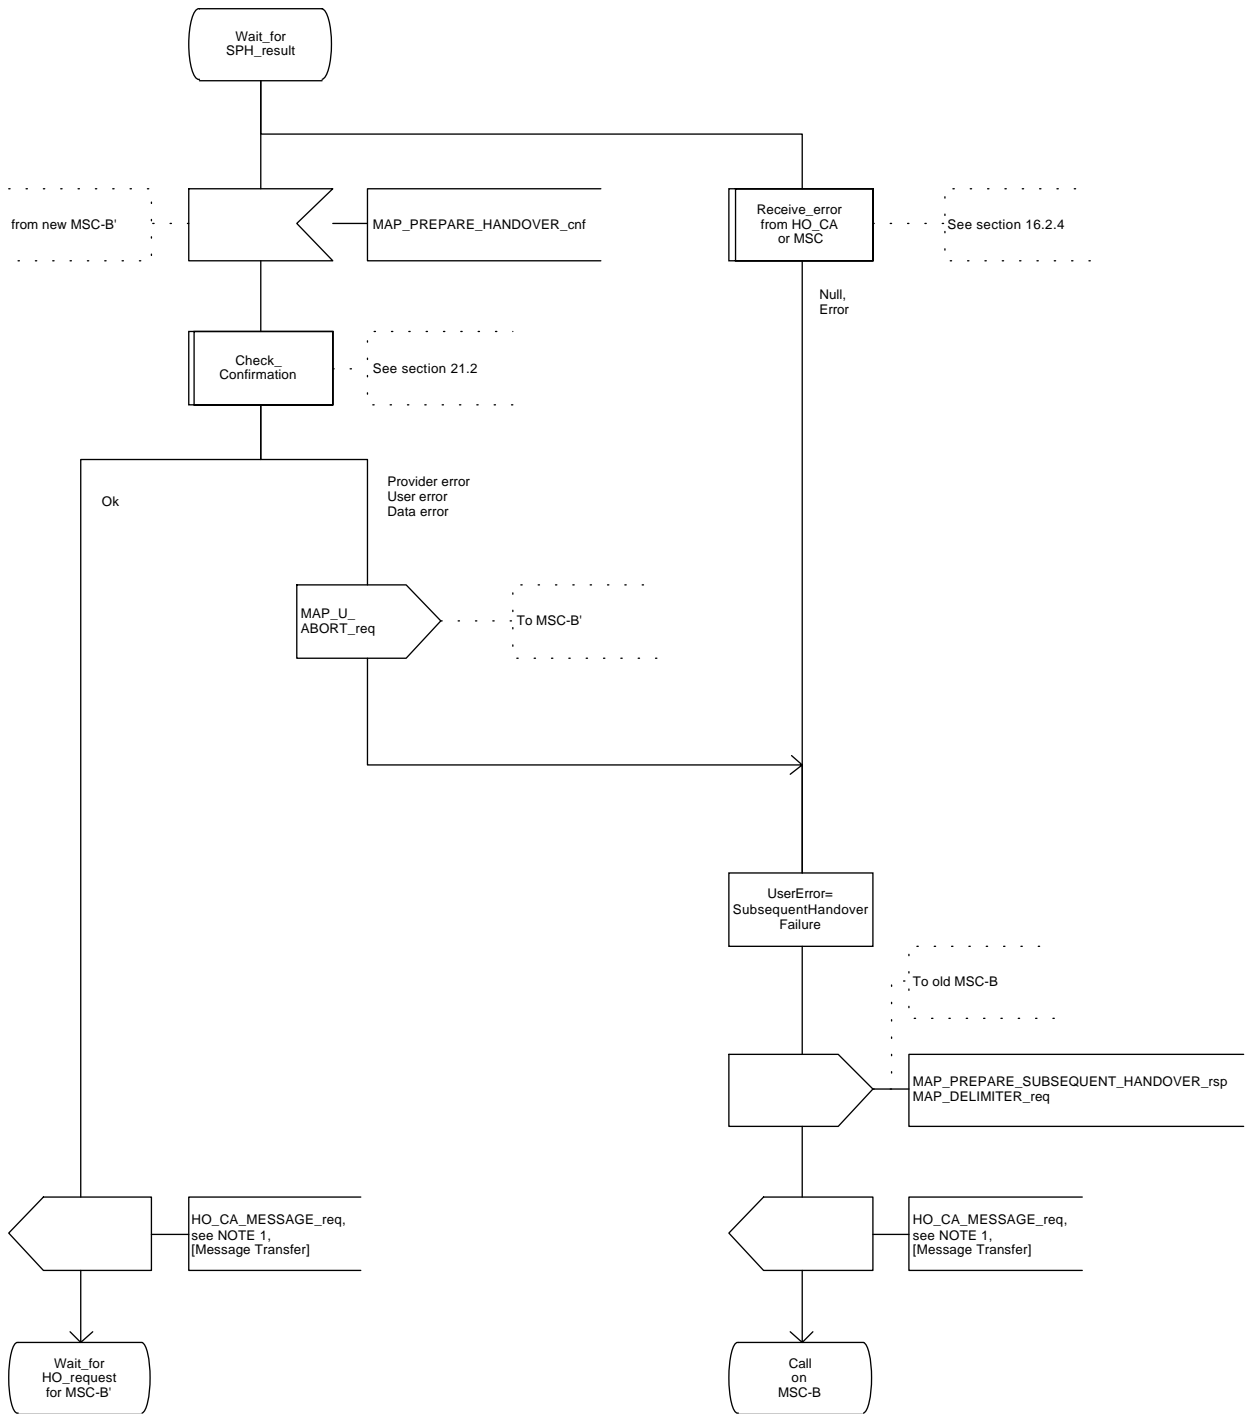 Wait_for
SPH_result
from new MSC-B'
MAP_PREPARE_HANDOVER_cnf
Receive_error
from HO_CA
or MSC
See section 16.2.4
Null,
Error
Check_
Confirmation
See section 21.2
Ok
Provider error
User error
Data error
MAP_U_
ABORT_req
To MSC-B'
UserError=
SubsequentHandover
Failure
To old MSC-B
MAP_PREPARE_SUBSEQUENT_HANDOVER_rsp
MAP_DELIMITER_req
HO_CA_MESSAGE_req,
see NOTE 1,
[Message Transfer]
HO_CA_MESSAGE_req,
see NOTE 1,
[Message Transfer]
Wait_for
HO_request
for MSC-B'
Call
on
MSC-B